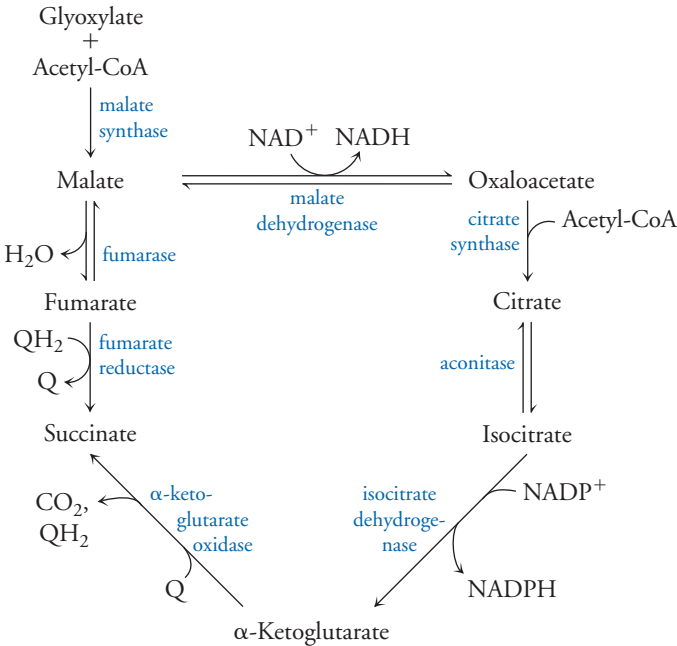 Glyoxylate
+
Acetyl-CoA
malate
synthase
NAD⁺ NADH
Malate
Oxaloacetate
malate
dehydrogenase
citrate
synthase
Acetyl-CoA
H₂O
fumarase
Fumarate
Citrate
QH₂
Q
fumarate
reductase
aconitase
Succinate
Isocitrate
CO₂,
QH₂
α-keto-
glutarate
oxidase
Q
isocitrate
dehydroge-
nase
NADP⁺
NADPH
α-Ketoglutarate